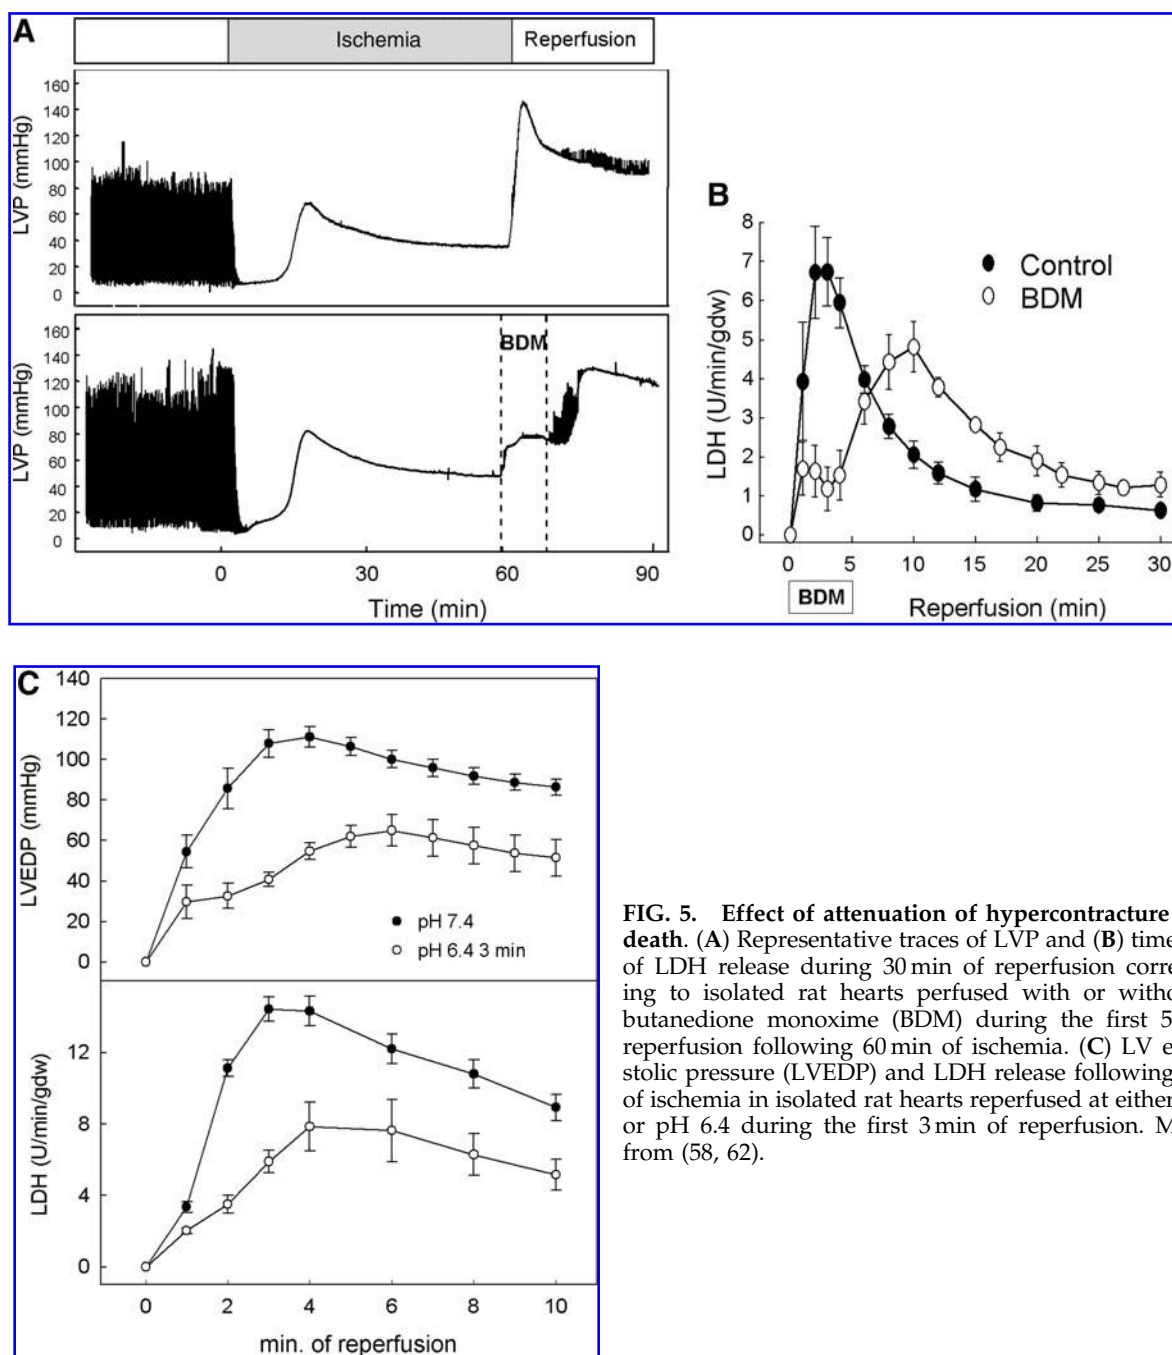 A
Ischemia
Reperfusion
160
140
120
100
80
60
40
20
0
LVP (mmHg)
BDM
160
140
120
100
80
60
40
20
0
LVP (mmHg)
0 30 60 90
Time (min)
B
8
7
6
5
4
3
2
1
0
LDH (U/min/gdw)
Control
BDM
0 5 10 15 20 25 30
BDM
Reperfusion (min)
C
140
120
100
80
60
40
20
0
LVEDP (mmHg)
pH 7.4
pH 6.4 3 min
12
8
4
0
LDH (U/min/gdw)
0 2 4 6 8 10
min. of reperfusion
FIG. 5. Effect of attenuation of hypercontracture
death. (A) Representative traces of LVP and (B) time
of LDH release during 30 min of reperfusion corre
ing to isolated rat hearts perfused with or witho
butanedione monoxime (BDM) during the first 5
reperfusion following 60 min of ischemia. (C) LV e
stolic pressure (LVEDP) and LDH release following
of ischemia in isolated rat hearts reperfused at either
or pH 6.4 during the first 3 min of reperfusion. M
from (58, 62).